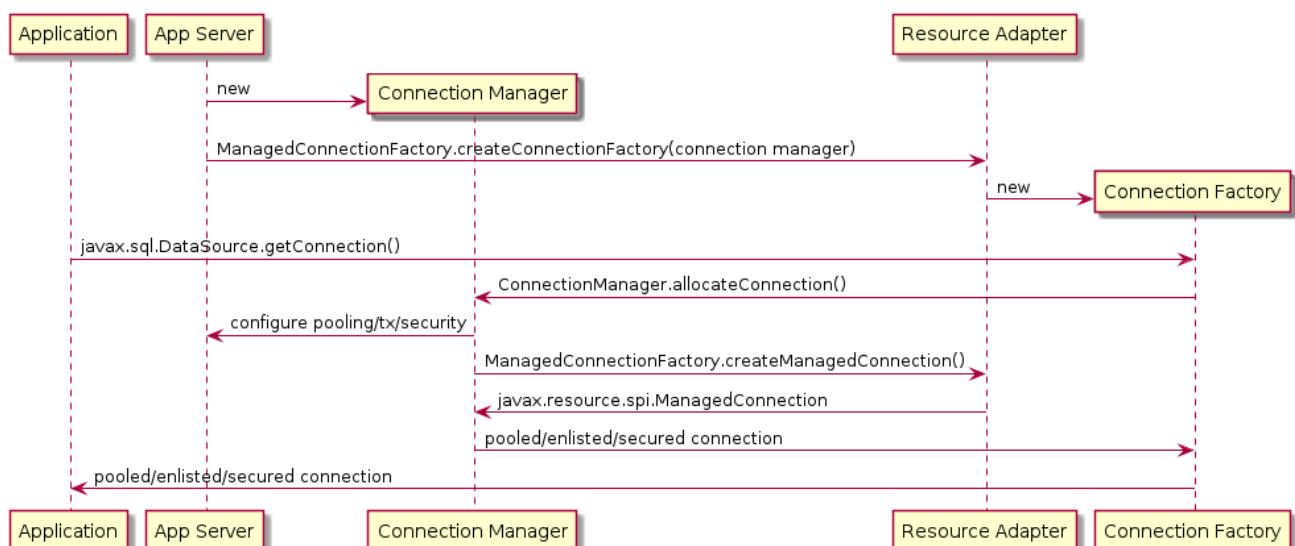 Application
App Server
Resource Adapter
new
Connection Manager
ManagedConnectionFactory.createConnectionFactory(connection manager)
new
Connection Factory
javax.sql.DataSource.getConnection()
ConnectionManager.allocateConnection()
configure pooling/tx/security
ManagedConnectionFactory.createManagedConnection()
javax.resource.spi.ManagedConnection
pooled/enlisted/secured connection
pooled/enlisted/secured connection
Application
App Server
Connection Manager
Resource Adapter
Connection Factory